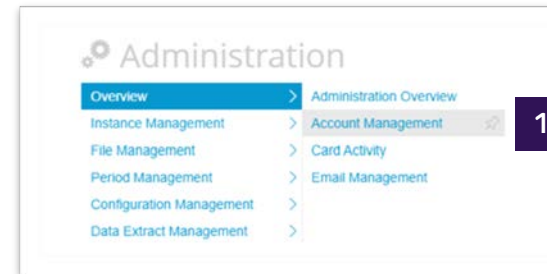 Administration
Overview
Instance Management
File Management
Period Management
Configuration Management
Data Extract Management
Administration Overview
Account Management
Card Activity
Email Management
1